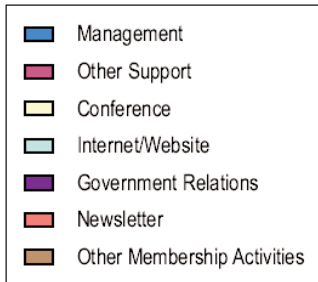 Management
Other Support
Conference
Internet/Website
Government Relations
Newsletter
Other Membership Activities